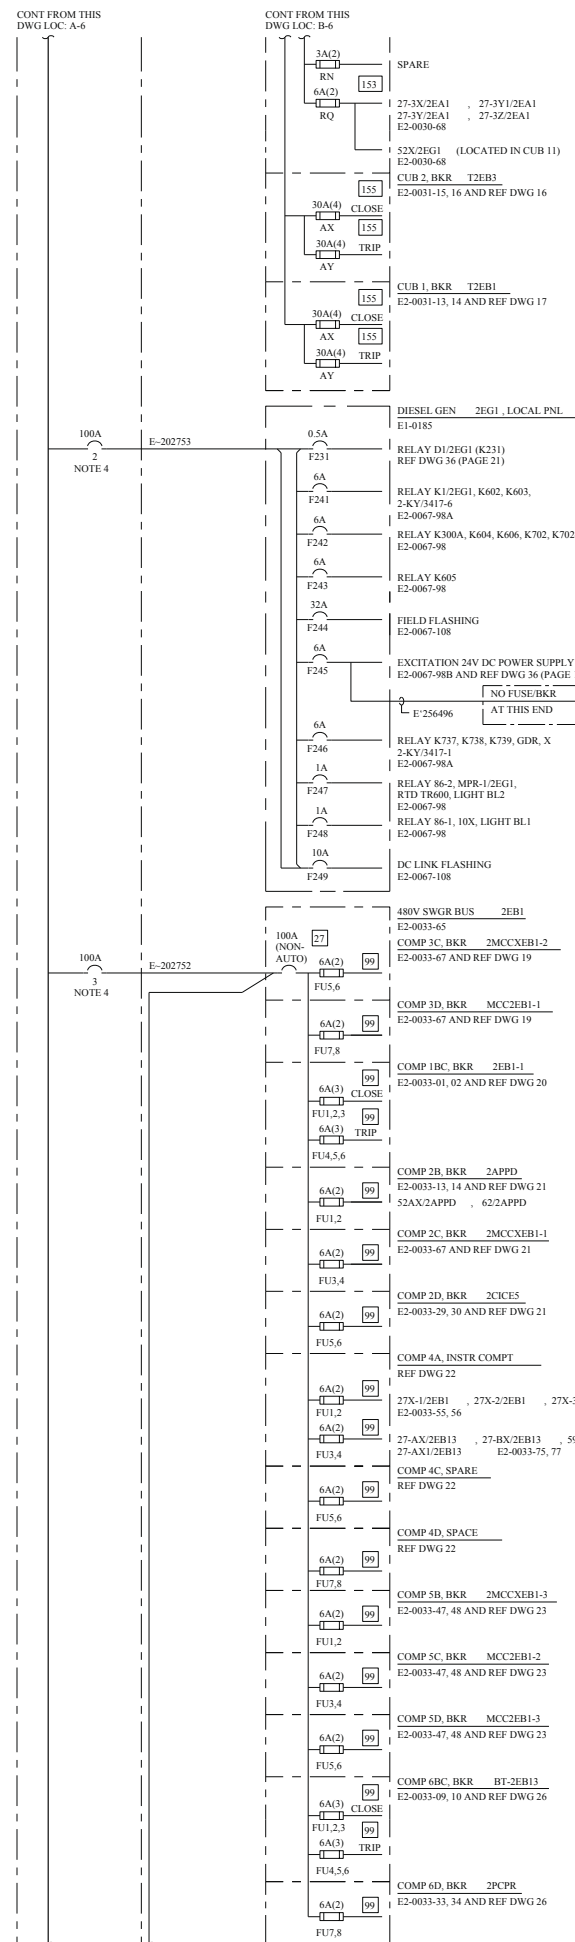 CONT FROM THIS
DWG LOC: A-6
CONT FROM THIS
DWG LOC: B-6
3A(2)
RN
SPARE
153
6A(2)
RQ
27-3X/2EA1 , 27-3Y1/2EA1
27-3Y/2EA1 , 27-3Z/2EA1
E2-0030-68
52X/2EG1 (LOCATED IN CUB 11)
E2-0030-68
CUB 2, BKR T2EB3
E2-0031-15, 16 AND REF DWG 16
155
30A(4)
CLOSE
AX
155
30A(4)
TRIP
AY
CUB 1, BKR T2EB1
E2-0031-13, 14 AND REF DWG 17
155
30A(4)
CLOSE
AX
155
30A(4)
TRIP
AY
DIESEL GEN 2EG1 , LOCAL PNL
E1-0185
100A
2
NOTE 4
E~202753
0.5A
F231
RELAY D1/2EG1 (K231)
REF DWG 36 (PAGE 21)
6A
F241
RELAY K1/2EG1, K602, K603,
2-KY/3417-6
E2-0067-98A
6A
F242
RELAY K300A, K604, K606, K702, K702
E2-0067-98
6A
F243
RELAY K605
E2-0067-98
32A
F244
FIELD FLASHING
E2-0067-108
6A
F245
EXCITATION 24V DC POWER SUPPLY
E2-0067-98B AND REF DWG 36 (PAGE
NO FUSE/BKR
AT THIS END
E'256496
6A
F246
RELAY K737, K738, K739, GDR, X
2-KY/3417-1
E2-0067-98A
1A
F247
RELAY 86-2, MPR-1/2EG1,
RTD TR600, LIGHT BL2
E2-0067-98
1A
F248
RELAY 86-1, 10X, LIGHT BL1
E2-0067-98
10A
F249
DC LINK FLASHING
E2-0067-108
480V SWGR BUS 2EB1
E2-0033-65
100A
3
NOTE 4
E~202752
100A
(NON-
AUTO)
27
COMP 3C, BKR 2MCCXEB1-2
E2-0033-67 AND REF DWG 19
6A(2)
99
FU5,6
COMP 3D, BKR MCC2EB1-1
E2-0033-67 AND REF DWG 19
6A(2)
99
FU7,8
COMP 1BC, BKR 2EB1-1
E2-0033-01, 02 AND REF DWG 20
99
6A(3)
CLOSE
FU1,2,3
99
6A(3)
TRIP
FU4,5,6
COMP 2B, BKR 2APPD
E2-0033-13, 14 AND REF DWG 21
52AX/2APPD , 62/2APPD
6A(2)
99
FU1,2
COMP 2C, BKR 2MCCXEB1-1
E2-0033-67 AND REF DWG 21
6A(2)
99
FU3,4
COMP 2D, BKR 2CICE5
E2-0033-29, 30 AND REF DWG 21
6A(2)
99
FU5,6
COMP 4A, INSTR COMPT
REF DWG 22
6A(2)
99
FU1,2
27X-1/2EB1 , 27X-2/2EB1 , 27X-3
E2-0033-55, 56
6A(2)
99
FU3,4
27-AX/2EB13 , 27-BX/2EB13 , 59
27-AX1/2EB13 E2-0033-75, 77
COMP 4C, SPARE
REF DWG 22
6A(2)
99
FU5,6
COMP 4D, SPACE
REF DWG 22
6A(2)
99
FU7,8
COMP 5B, BKR 2MCCXEB1-3
E2-0033-47, 48 AND REF DWG 23
6A(2)
99
FU1,2
COMP 5C, BKR MCC2EB1-2
E2-0033-47, 48 AND REF DWG 23
6A(2)
99
FU3,4
COMP 5D, BKR MCC2EB1-3
E2-0033-47, 48 AND REF DWG 23
6A(2)
99
FU5,6
COMP 6BC, BKR BT-2EB13
E2-0033-09, 10 AND REF DWG 26
99
6A(3)
CLOSE
FU1,2,3
99
6A(3)
TRIP
FU4,5,6
COMP 6D, BKR 2PCPR
E2-0033-33, 34 AND REF DWG 26
6A(2)
99
FU7,8